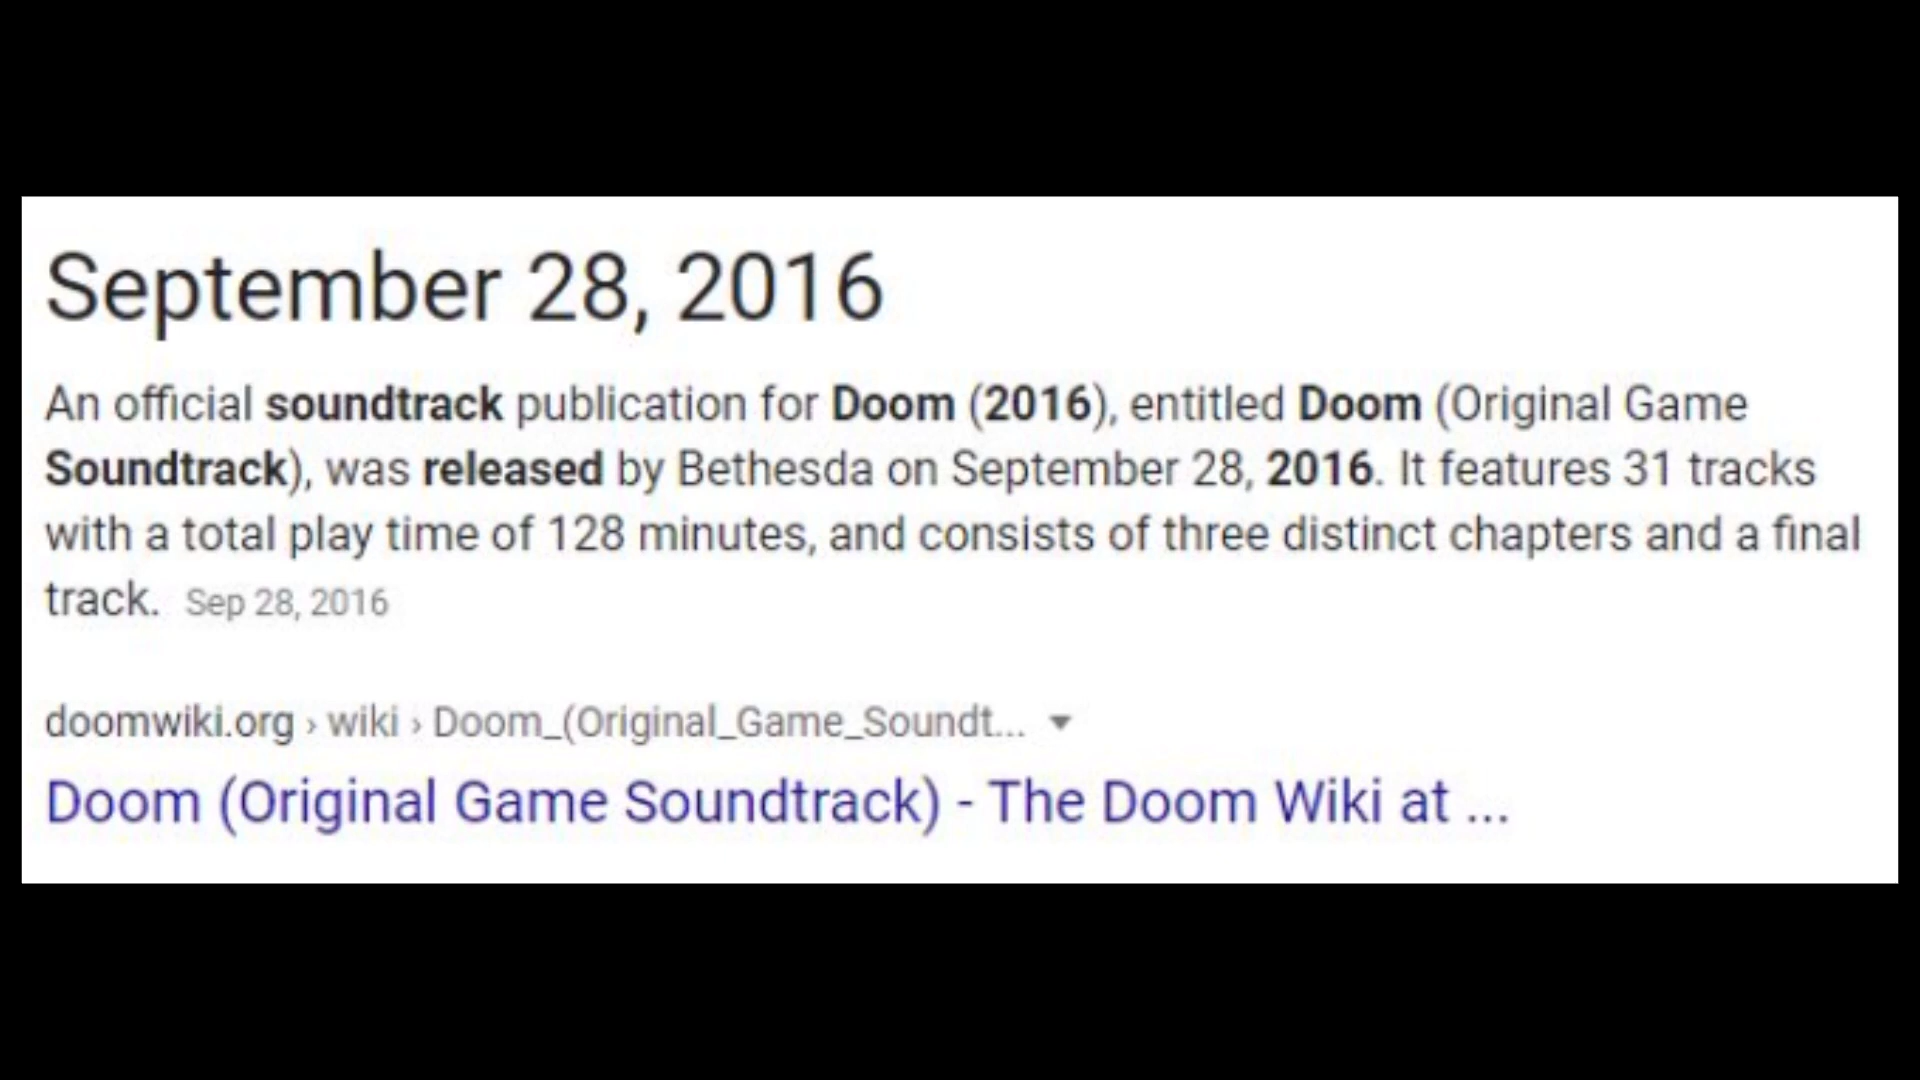 September 28, 2016
An official soundtrack publication for Doom (2016), entitled Doom (Original Game
Soundtrack), was released by Bethesda on September 28, 2016. It features 31 tracks
with a total play time of 128 minutes, and consists of three distinct chapters and a final
track. Sep 28, 2016
doomwiki.org › wiki › Doom_(Original_Game_Soundt...
Doom (Original Game Soundtrack) - The Doom Wiki at ...